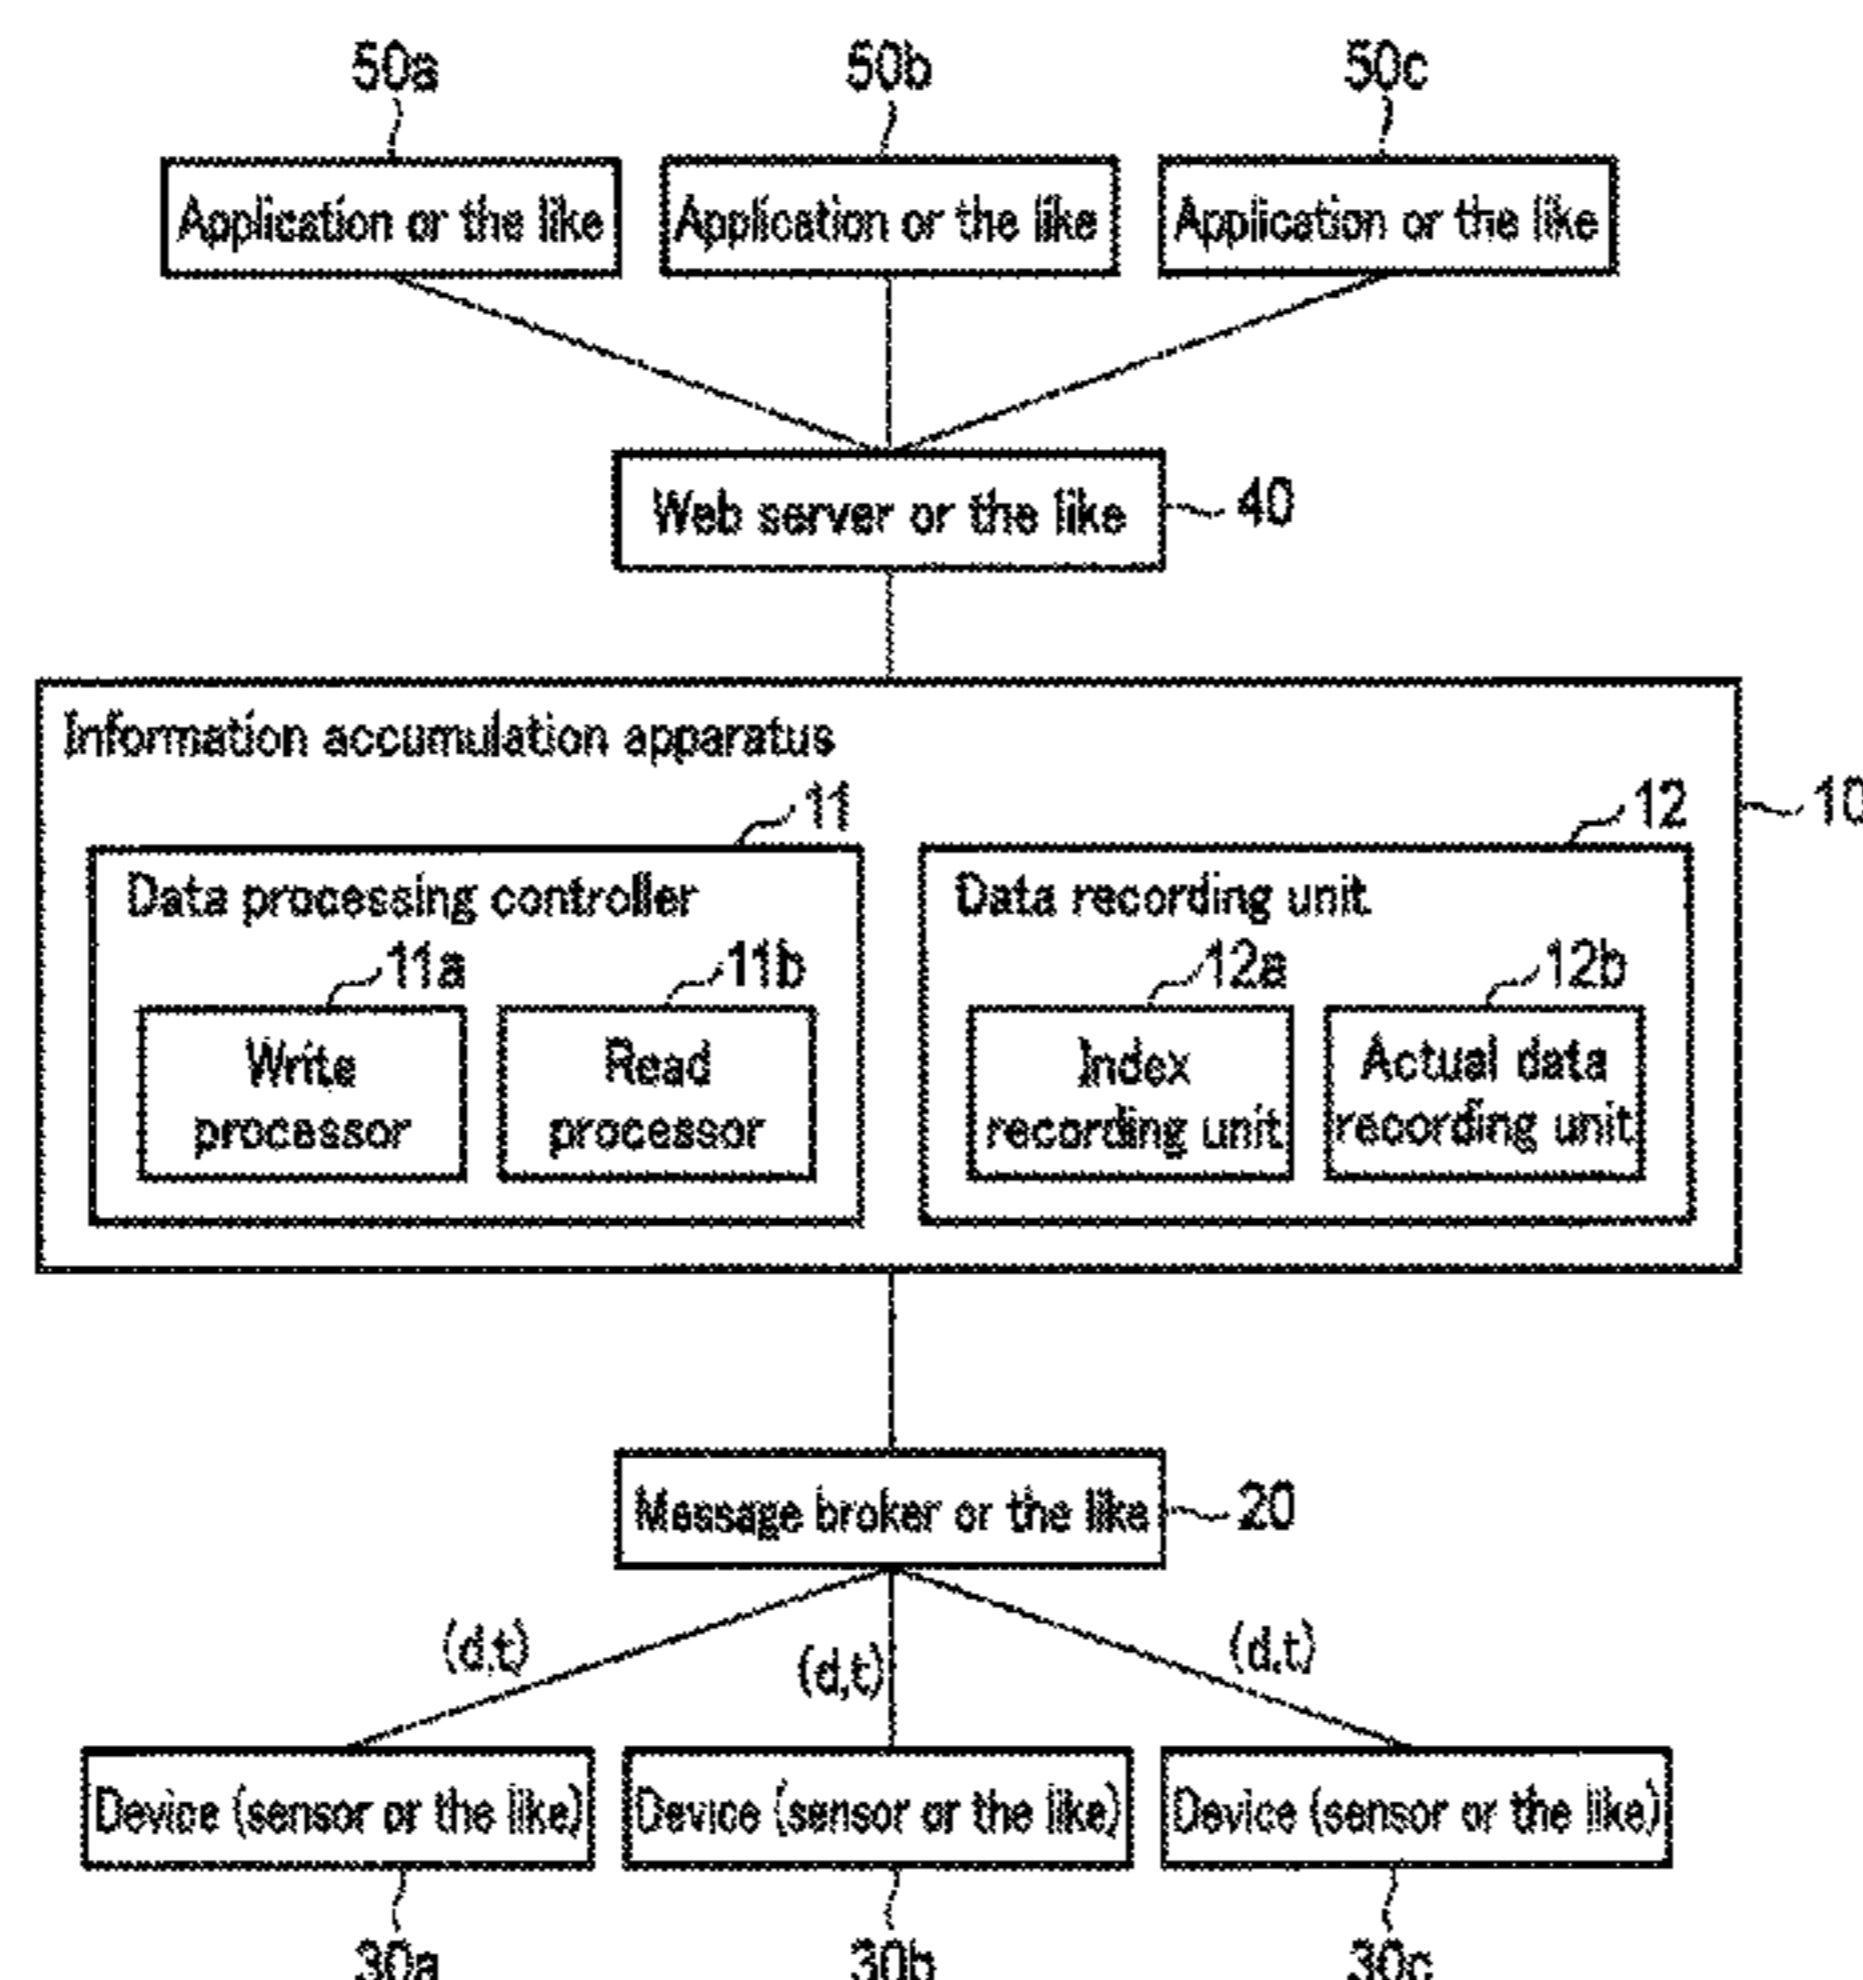 50a 50b 50c
Application or the like Application or the like Application or the like
Web server or the like 40
Information accumulation apparatus
10
11 12
Data processing controller Data recording unit
11a 11b 12a 12b
Write Read Index Actual data
processor processor recording unit recording unit
Message broker or the like 20
(d,t) (d,t) (d,t)
Device (sensor or the like) Device (sensor or the like) Device (sensor or the like)
30a 30b 30c